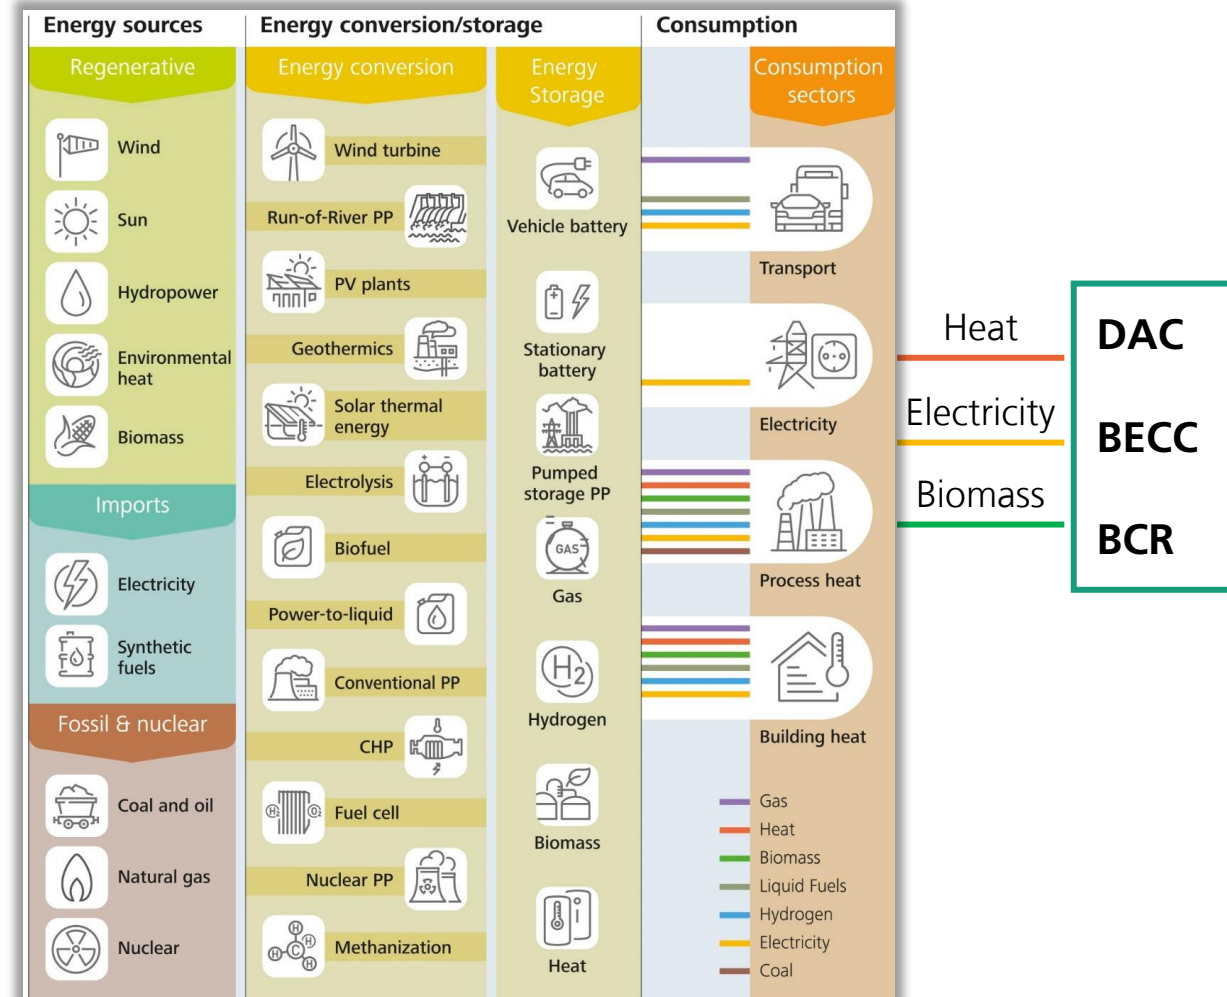 Energy sources
Energy conversion/storage
Consumption
Regenerative
Wind
Sun
Hydropower
Environmental
heat
Biomass
Imports
Electricity
Synthetic
fuels
Fossil & nuclear
Coal and oil
Natural gas
Nuclear
Energy conversion
Wind turbine
Run-of-River PP
PV plants
Geothermics
Solar thermal
energy
Electrolysis
Biofuel
Power-to-liquid
Conventional PP
CHP
H₂
O₂
Fuel cell
Nuclear PP
H
H
H
C
H
Methanization
Energy
Storage
Vehicle battery
Stationary
battery
Pumped
storage PP
GAS
Gas
H₂
Hydrogen
Biomass
Heat
Consumption
sectors
Transport
Electricity
Process heat
Building heat
Gas
Heat
Biomass
Liquid Fuels
Hydrogen
Electricity
Coal
Heat
Electricity
Biomass
DAC
BECC
BCR